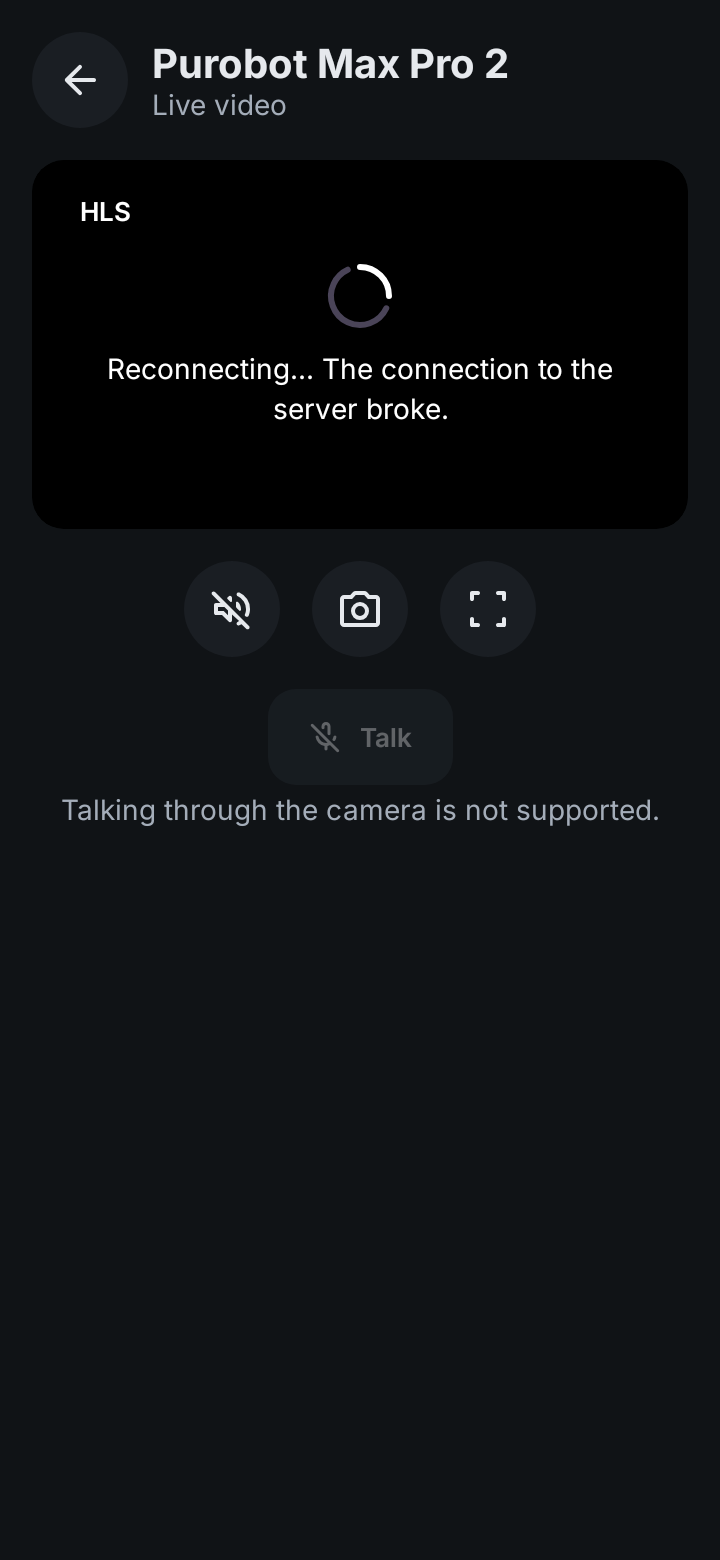 Purobot Max Pro 2
Live video
HLS
Reconnecting... The connection to the
server broke.
Talk
Talking through the camera is not supported.